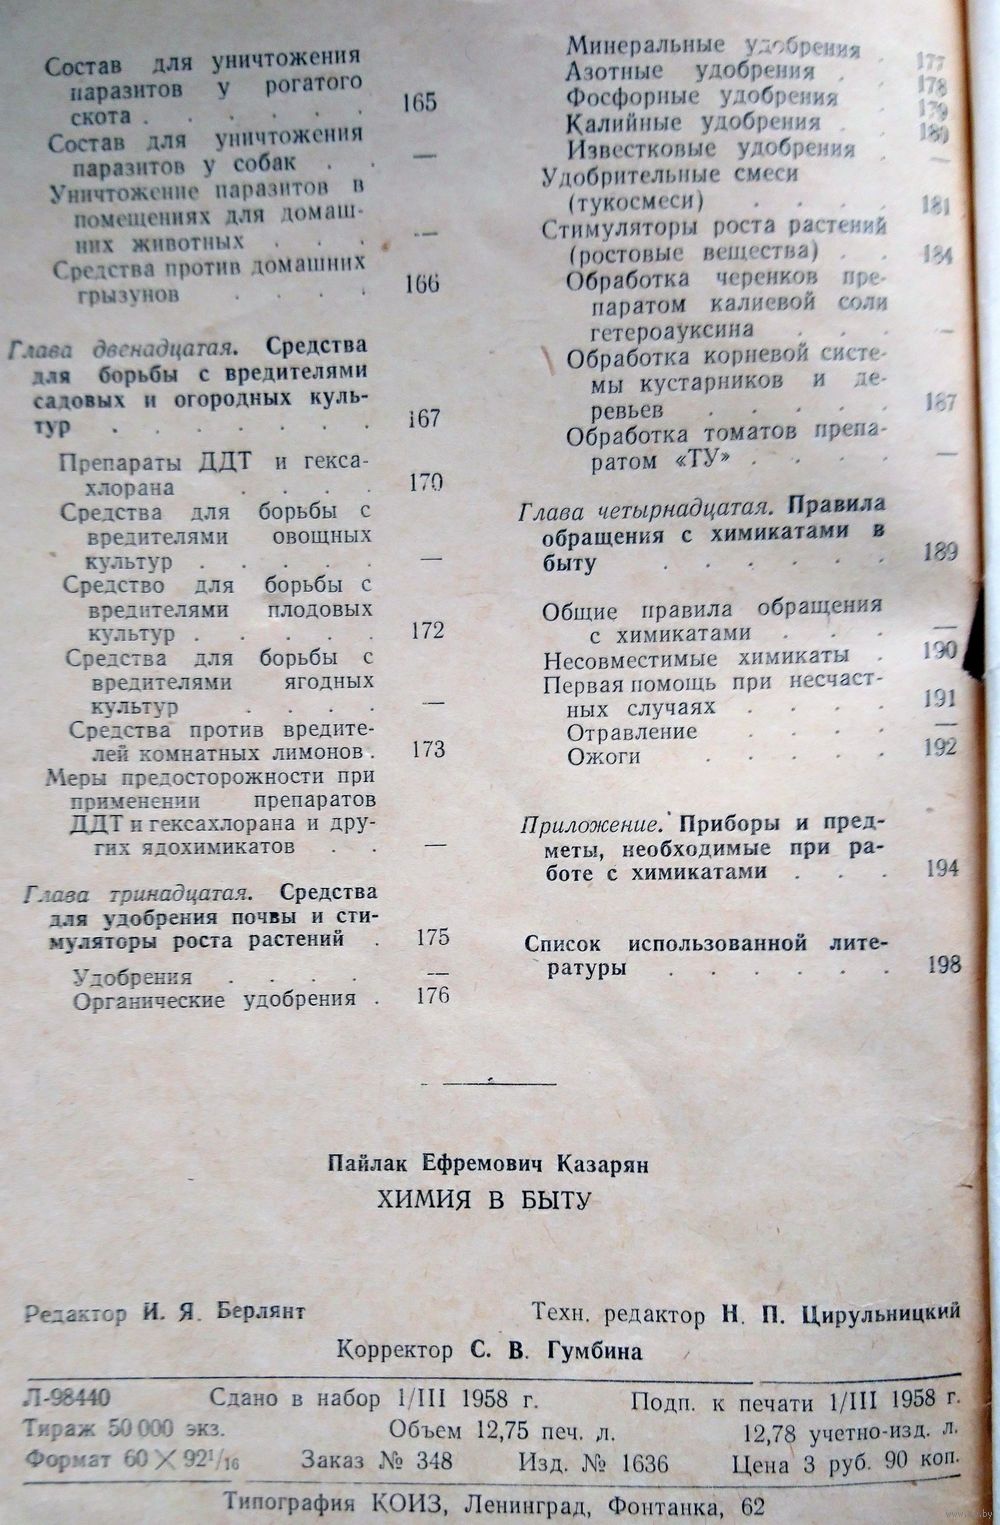 Состав для уничтожения
паразитов у рогатого
скота . . . . . . 165
Состав для уничтожения
паразитов у собак . . —
Уничтожение паразитов в
помещениях для домаш-
них животных . . . —
Средства против домашних
грызунов . . . . 166
Глава двенадцатая. Средства
для борьбы с вредителями
садовых и огородных куль-
тур . . . . . . . 167
Препараты ДДТ и гекса-
хлорана . . . . 170
Средства для борьбы с
вредителями овощных
культур . . . . . —
Средство для борьбы с
вредителями плодовых
культур . . . . . 172
Средства для борьбы с
вредителями ягодных
культур . . . . —
Средства против вредите-
лей комнатных лимонов . 173
Меры предосторожности при
применении препаратов
ДДТ и гексахлорана и дру-
гих ядохимикатов . . —
Глава тринадцатая. Средства
для удобрения почвы и сти-
муляторы роста растений . 175
Удобрения . . . . —
Органические удобрения . 176
Минеральные удобрения 177
Азотные удобрения . . 178
Фосфорные удобрения . 179
Калийные удобрения . . 180
Известковые удобрения . —
Удобрительные смеси
(тукосмеси) . . . . 181
Стимуляторы роста растений
(ростовые вещества) . . 184
Обработка черенков пре-
паратом калиевой соли
гетероауксина . . . —
Обработка корневой систе-
мы кустарников и де-
ревьев . . . . . 187
Обработка томатов препа-
ратом «ТУ» . . . . —
Глава четырнадцатая. Правила
обращения с химикатами в
быту . . . . . . 189
Общие правила обращения
с химикатами . . . —
Несовместимые химикаты . 190
Первая помощь при несчаст-
ных случаях . . . . 191
Отравление . . . . —
Ожоги . . . . . 192
Приложение. Приборы и пред-
меты, необходимые при ра-
боте с химикатами . . . 194
Список использованной лите-
ратуры . . . . . . 198
Пайлак Ефремович Казарян
ХИМИЯ В БЫТУ
Редактор И. Я. Берлянт Техн. редактор Н. П. Цирульницкий
Корректор С. В. Гумбина
Л-98440 Сдано в набор 1/III 1958 г. Подп. к печати 1/III 1958 г.
Тираж 50 000 экз. Объем 12,75 печ. л. 12,78 учетно-изд. л.
Формат 60 × 92¹/₁₆ Заказ № 348 Изд. № 1636 Цена 3 руб. 90 коп.
Типография КОИЗ, Ленинград, Фонтанка, 62